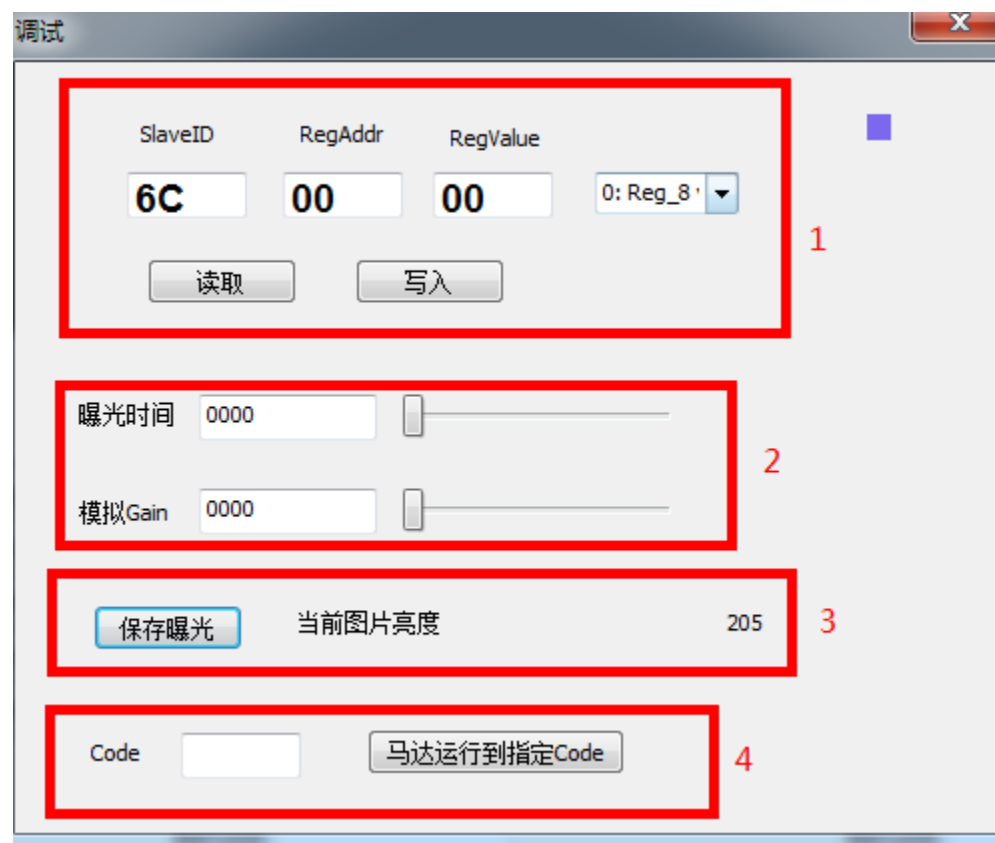 调试
SlaveID RegAddr RegValue
6C 00 00 0: Reg_8
1
读取 写入
曝光时间 0000
2
模拟Gain 0000
保存曝光 当前图片亮度 205 3
Code 马达运行到指定Code 4